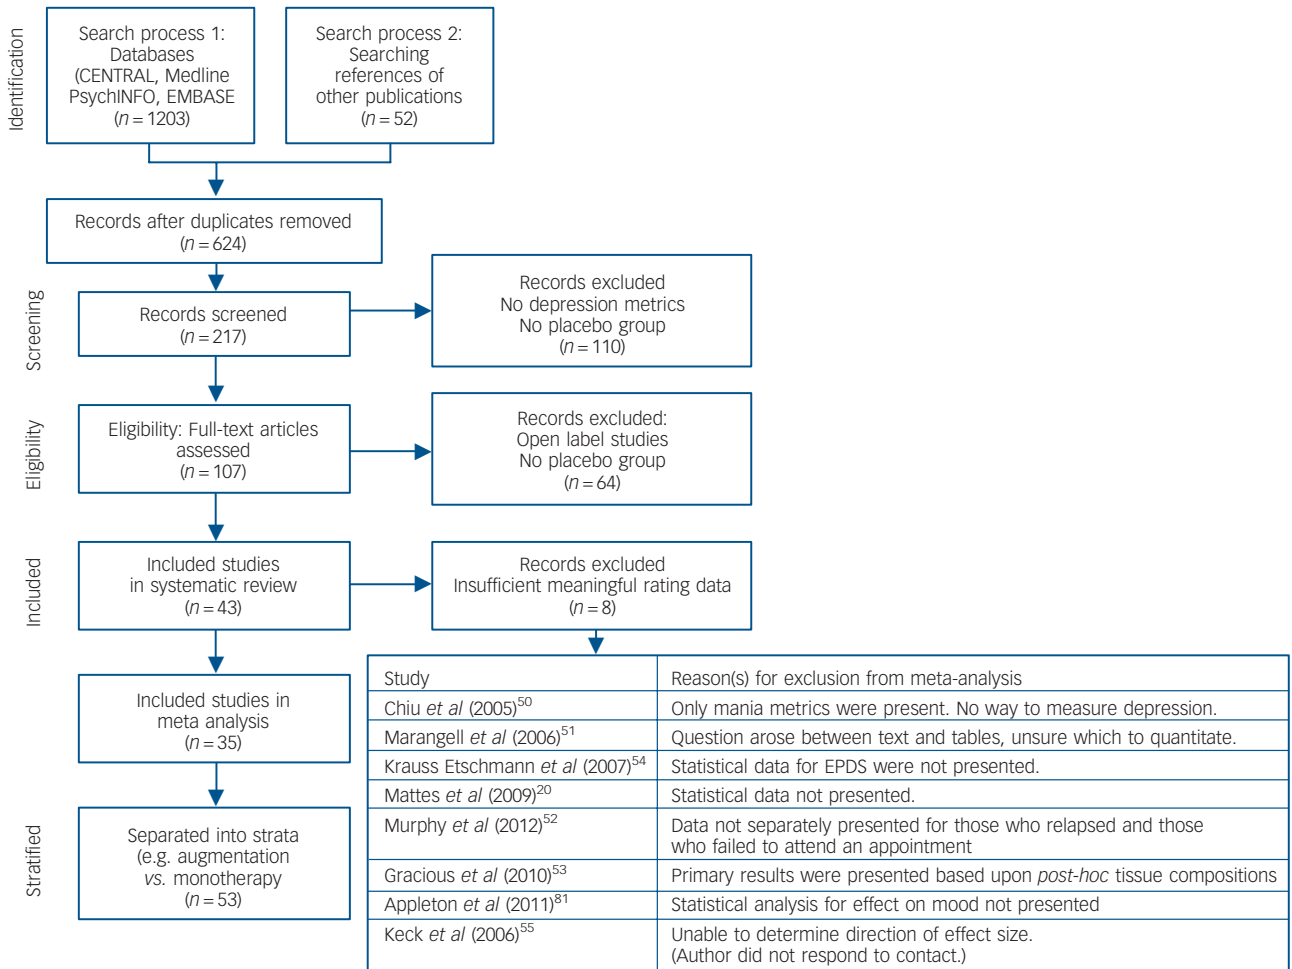 Identification
Search process 1:
Databases
(CENTRAL, Medline
PsychINFO, EMBASE
(n = 1203)
Search process 2:
Searching
references of
other publications
(n = 52)
Records after duplicates removed
(n = 624)
Screening
Records screened
(n = 217)
Records excluded
No depression metrics
No placebo group
(n = 110)
Eligibility
Eligibility: Full-text articles
assessed
(n = 107)
Records excluded:
Open label studies
No placebo group
(n = 64)
Included
Included studies
in systematic review
(n = 43)
Records excluded
Insufficient meaningful rating data
(n = 8)
Included studies in
meta analysis
(n = 35)
Stratified
Separated into strata
(e.g. augmentation
vs. monotherapy
(n = 53)
Study Reason(s) for exclusion from meta-analysis
Chiu et al (2005)50 Only mania metrics were present. No way to measure depression.
Marangell et al (2006)51 Question arose between text and tables, unsure which to quantitate.
Krauss Etschmann et al (2007)54 Statistical data for EPDS were not presented.
Mattes et al (2009)20 Statistical data not presented.
Murphy et al (2012)52 Data not separately presented for those who relapsed and those
who failed to attend an appointment
Gracious et al (2010)53 Primary results were presented based upon post-hoc tissue compositions
Appleton et al (2011)81 Statistical analysis for effect on mood not presented
Keck et al (2006)55 Unable to determine direction of effect size.
(Author did not respond to contact.)